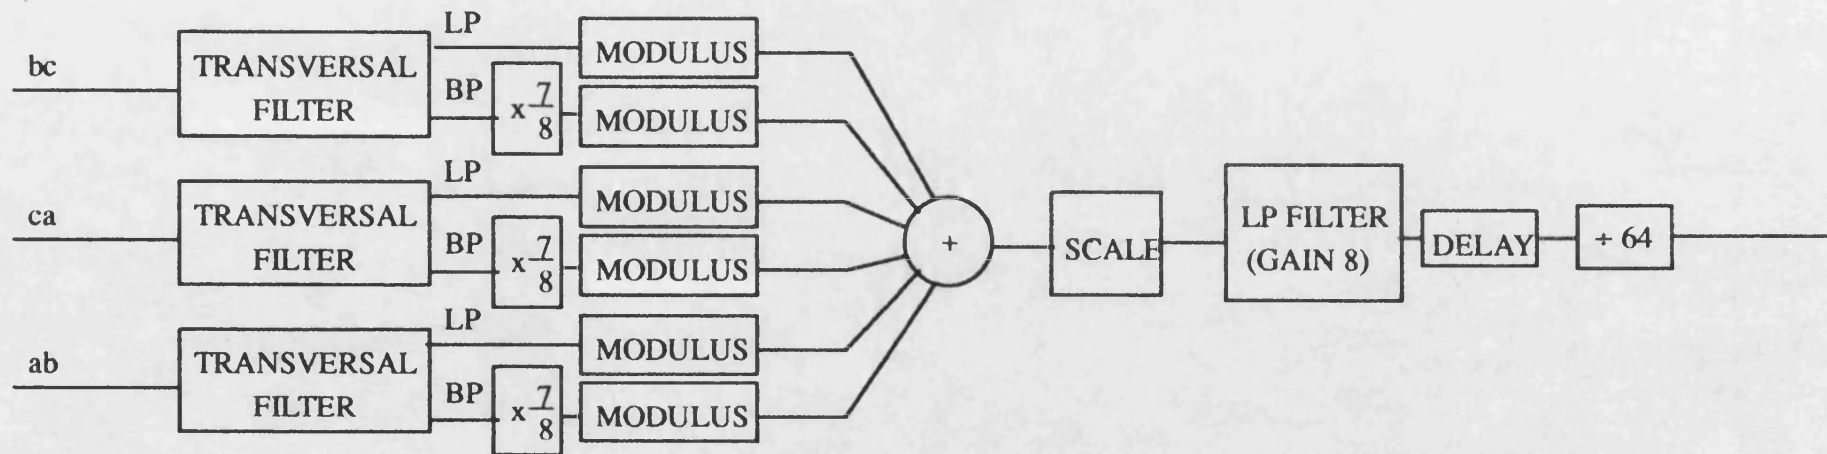 bc
TRANSVERSAL
FILTER
LP
BP
x 7/8
MODULUS
MODULUS
ca
TRANSVERSAL
FILTER
LP
BP
x 7/8
MODULUS
MODULUS
ab
TRANSVERSAL
FILTER
LP
BP
x 7/8
MODULUS
MODULUS
+
SCALE
LP FILTER
(GAIN 8)
DELAY
÷ 64